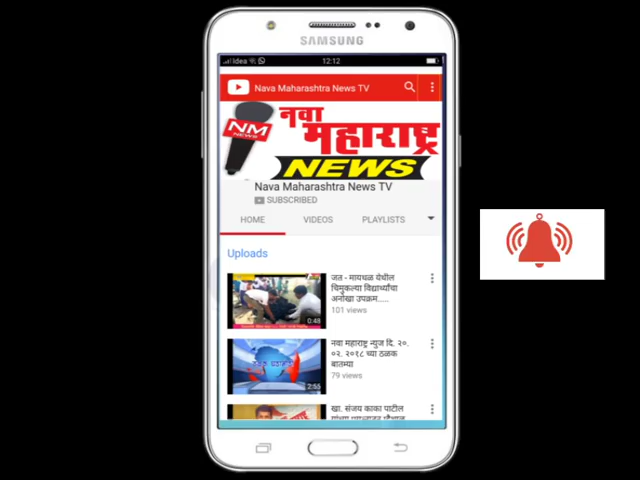 SAMSUNG
Idea
12:12
Nava Maharashtra News TV
नवा
महाराष्ट्र
NM
NEWS
NEWS
Nava Maharashtra News TV
SUBSCRIBED
HOME VIDEOS PLAYLISTS
Uploads
जत - मायथळ येथील
चिमुकल्या विद्यार्थ्यांचा
अनोखा उपक्रम.....
101 views
0:48
नवा महाराष्ट्र न्युज दि. २०.
०२. २०१८ च्या ठळक
बातम्या
79 views
2:55
खा. संजय काका पाटील